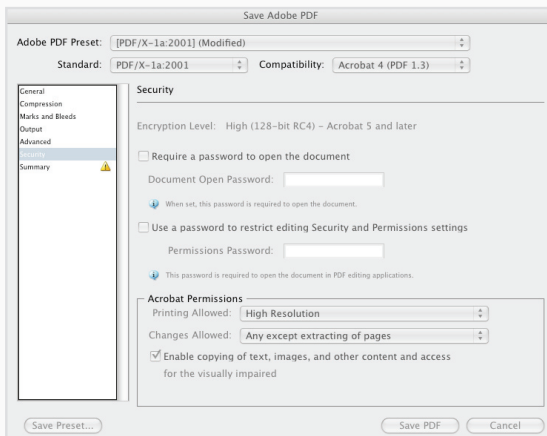 Save Adobe PDF
Adobe PDF Preset: [PDF/X-1a:2001] (Modified)
Standard: PDF/X-1a:2001 Compatibility: Acrobat 4 (PDF 1.3)
General
Compression
Marks and Bleeds
Output
Advanced
Security
Summary
Security
Encryption Level: High (128-bit RC4) – Acrobat 5 and later
Require a password to open the document
Document Open Password:
When set, this password is required to open the document.
Use a password to restrict editing Security and Permissions settings
Permissions Password:
This password is required to open the document in PDF editing applications.
Acrobat Permissions
Printing Allowed: High Resolution
Changes Allowed: Any except extracting of pages
Enable copying of text, images, and other content and access
for the visually impaired
Save Preset... Save PDF Cancel